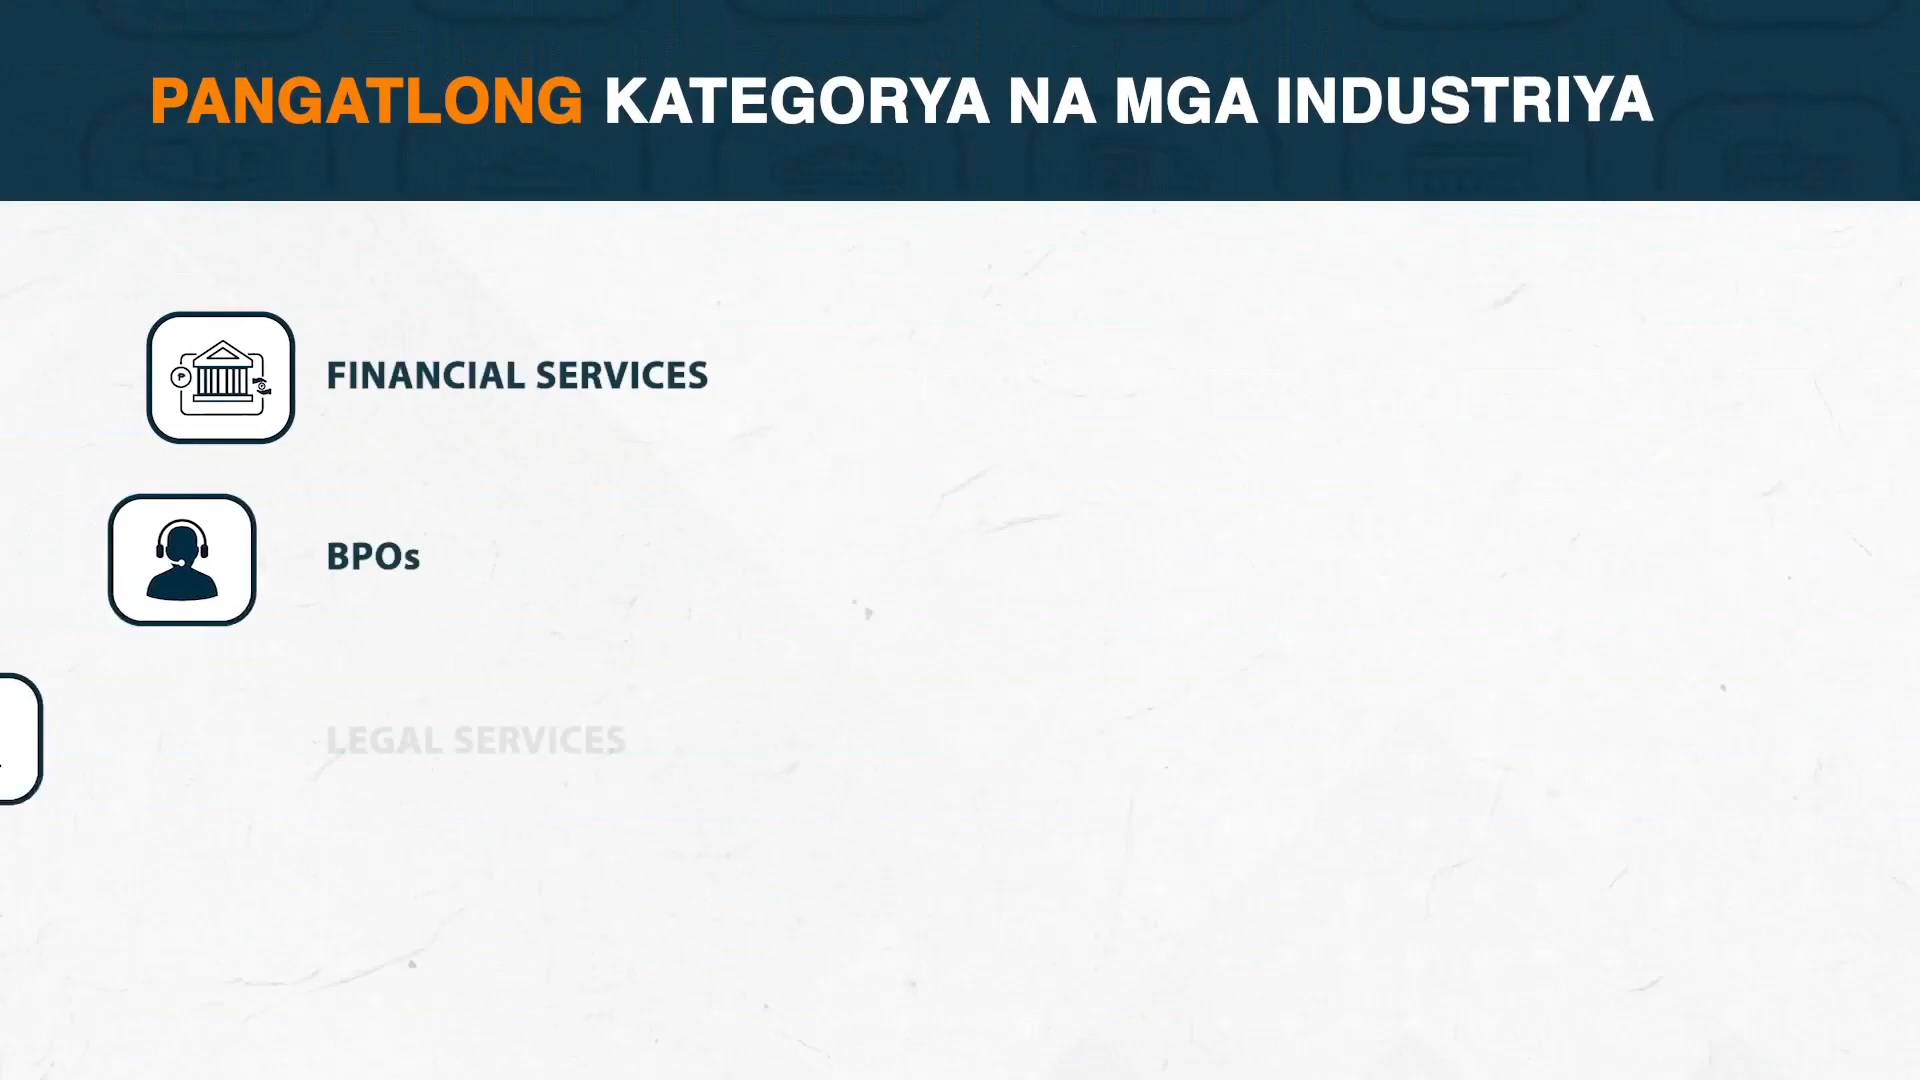 PANGATLONG KATEGORYA NA MGA INDUSTRIYA
FINANCIAL SERVICES
BPOs
LEGAL SERVICES